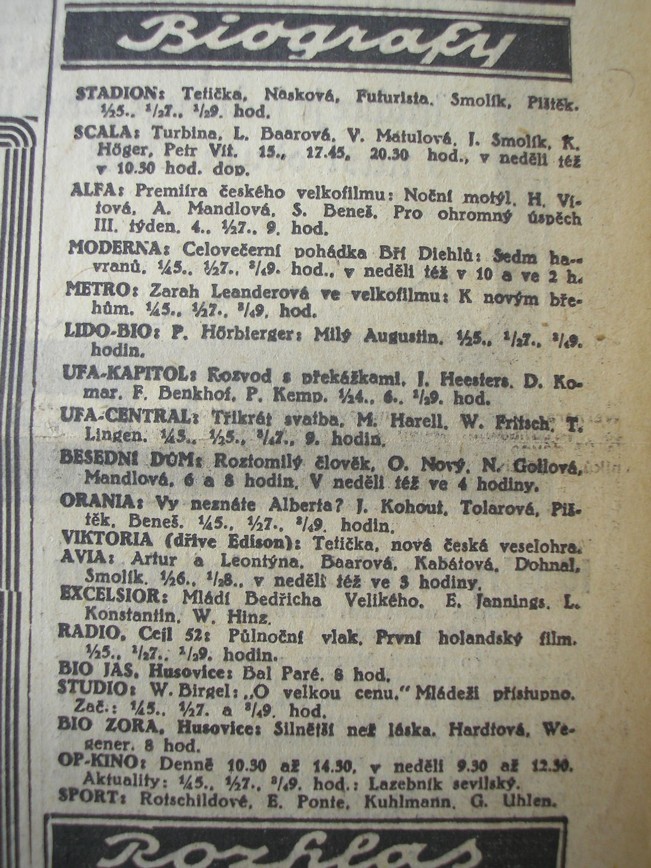 Biografy
STADION: Tetička, Nasková, Futurista, Smolík, Pištěk.
½5., ½7., ½9. hod.
SCALA: Turbina, L. Baarová, V. Matulová, J. Smolík, K.
Höger, Petr Vít. 15., 17.45, 20.30 hod., v neděli též
v 10.30 hod. dop.
ALFA: Premiéra českého velkofilmu: Noční motýl, H. Ví-
tová, A. Mandlová, S. Beneš. Pro ohromný úspěch
III. týden. 4., ½7., 9. hod.
MODERNA: Celovečerní pohádka Bří Diehlů: Sedm ha-
vranů. ¼5., ½7., ¾9. hod., v neděli též v 10 a ve 2 h.
METRO: Zarah Leanderová ve velkofilmu: K novým bře-
hům. ¼5., ½7., ¾9. hod.
LIDO-BIO: P. Hörbierger: Milý Augustin. ½5., ½7., ¾9.
hodin.
UFA-KAPITOL: Rozvod s překážkami, J. Heesters, D. Ko-
mar, F. Benkhof, P. Kemp. ½4., 6., ½9. hod.
UFA-CENTRAL: Třikrát svatba, M. Harell, W. Fritsch, T.
Lingen. ¼3., ½5., ¾7., 9. hodin.
BESEDNÍ DŮM: Roztomilý člověk, O. Nový, N. Gollová,
Mandlová, 6 a 8 hodin. V neděli též ve 4 hodiny.
ORANIA: Vy neznáte Alberta? J. Kohout, Tolarová, Piš-
těk, Beneš. ¼5., ½7., ¾9. hodin.
VIKTORIA (dříve Edison): Tetička, nová česká veselohra.
AVIA: Artur a Leontýna, Baarová, Kabátová, Dohnal,
Smolík. ½6., ½8., v neděli též ve 3 hodiny.
EXCELSIOR: Mládí Bedřicha Velikého, E. Jannings, L.
Konstantin, W. Hinz.
RADIO, Cejl 52: Půlnoční vlak. První holandský film.
½5., ½7., ½9. hodin.
BIO JAS, Husovice: Bal Paré. 8 hod.
STUDIO: W. Birgel: „O velkou cenu." Mládeži přístupno.
Zač.: ¼5., ½7. a ¾9. hod.
BIO ZORA, Husovice: Silnější než láska. Hardtová, We-
gener. 8 hod.
OP-KINO: Denně 10.30 až 14.30, v neděli 9.30 až 12.30.
Aktuality: ¼5., ½7., ¾9. hod.: Lazebník sevilský.
SPORT: Rotschildové, E. Ponte, Kuhlmann, G. Uhlen.
Rozhlas